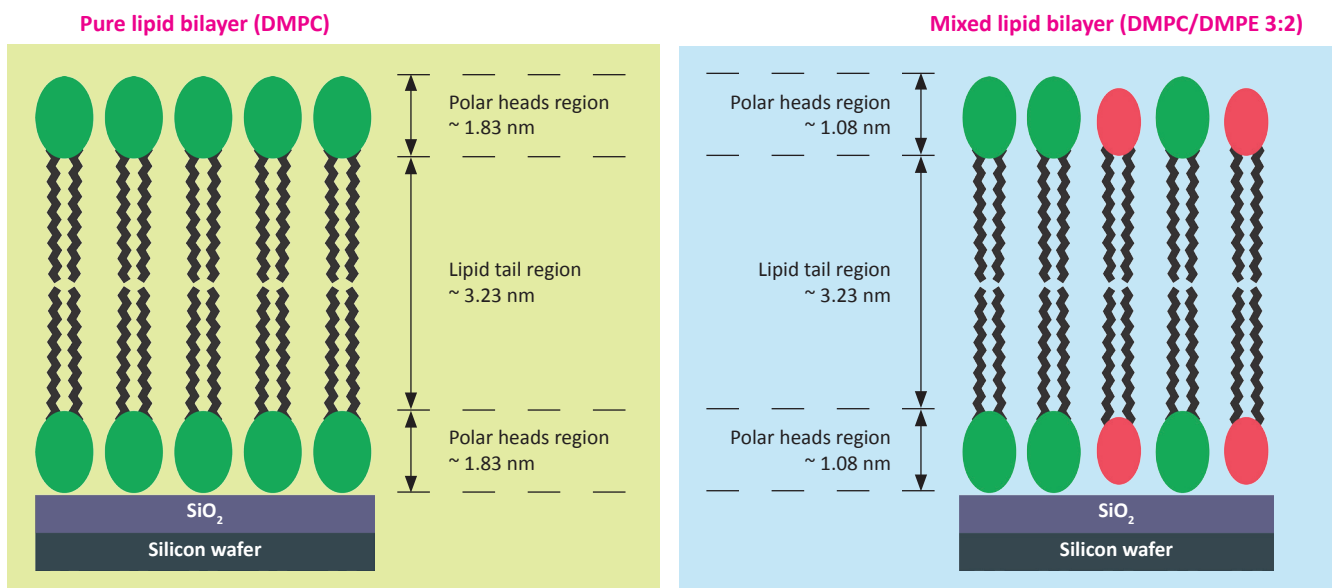 Pure lipid bilayer (DMPC)
Polar heads region
~ 1.83 nm
Lipid tail region
~ 3.23 nm
Polar heads region
~ 1.83 nm
SiO₂
Silicon wafer
Mixed lipid bilayer (DMPC/DMPE 3:2)
Polar heads region
~ 1.08 nm
Lipid tail region
~ 3.23 nm
Polar heads region
~ 1.08 nm
SiO₂
Silicon wafer